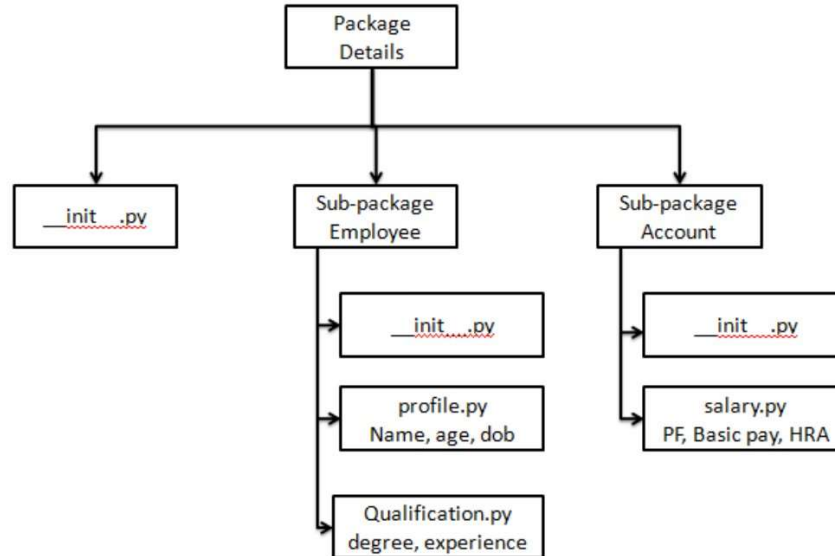 Package
Details
__init__.py
Sub-package
Employee
Sub-package
Account
__init__.py
__init__.py
profile.py
Name, age, dob
salary.py
PF, Basic pay, HRA
Qualification.py
degree, experience